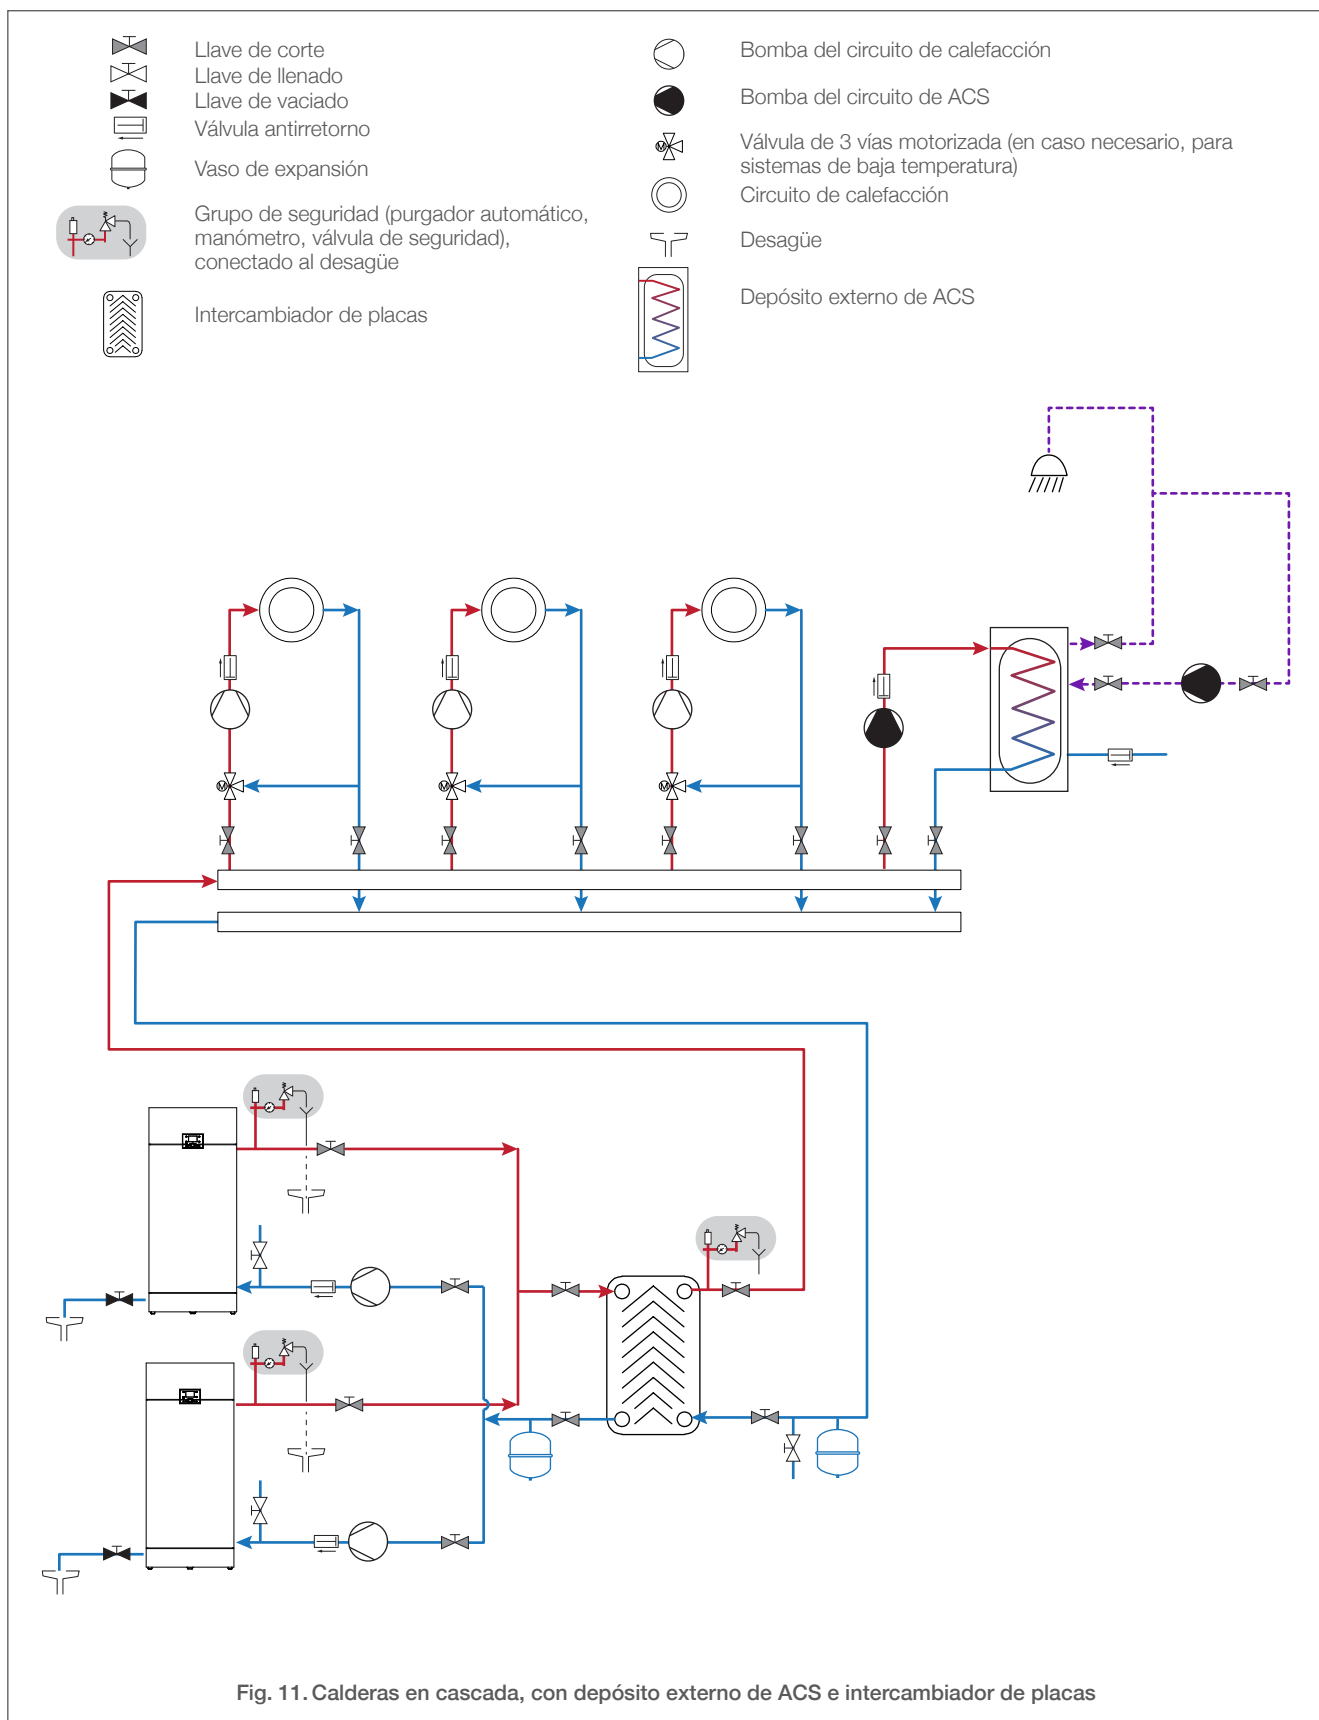 Llave de corte
Llave de llenado
Llave de vaciado
Válvula antirretorno
Vaso de expansión
Grupo de seguridad (purgador automático,
manómetro, válvula de seguridad),
conectado al desagüe
Intercambiador de placas
Bomba del circuito de calefacción
Bomba del circuito de ACS
M
Válvula de 3 vías motorizada (en caso necesario, para
sistemas de baja temperatura)
Circuito de calefacción
Desagüe
Depósito externo de ACS
M
M
M
Fig. 11. Calderas en cascada, con depósito externo de ACS e intercambiador de placas